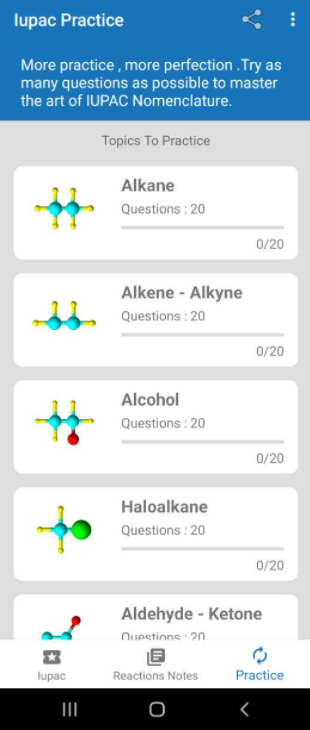 Iupac Practice
More practice , more perfection .Try as
many questions as possible to master
the art of IUPAC Nomenclature.
Topics To Practice
Alkane
Questions : 20
0/20
Alkene - Alkyne
Questions : 20
0/20
Alcohol
Questions : 20
0/20
Haloalkane
Questions : 20
0/20
Aldehyde - Ketone
Questions : 20
Iupac
Reactions Notes
Practice